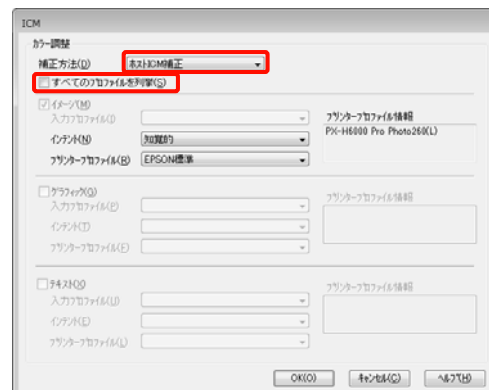 ICM
カラー調整
補正方法(D) ホストICM補正
すべてのプロファイルを列挙(S)
イメージ(M)
入力プロファイル(I)
プリンタープロファイル情報
インテント(N) 知覚的
PX-H6000 Pro Photo260(L)
プリンタープロファイル(R) EPSON標準
グラフィック(G)
入力プロファイル(P)
プリンタープロファイル情報
インテント(T)
プリンタープロファイル(F)
テキスト(X)
入力プロファイル(U)
プリンタープロファイル情報
インテント(E)
プリンタープロファイル(L)
OK(O) キャンセル(C) ヘルプ(H)